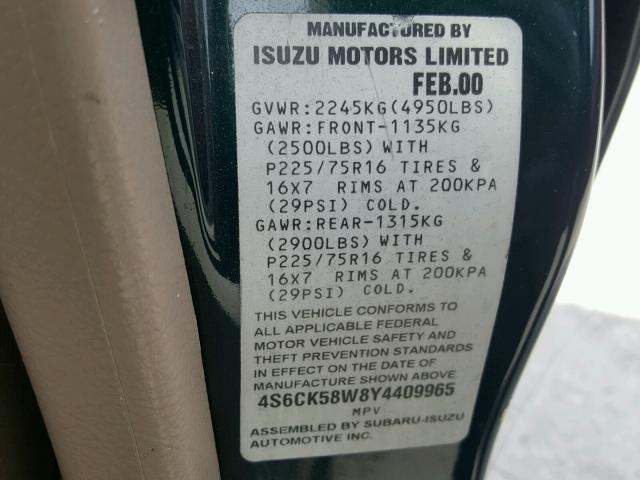 MANUFACTURED BY
ISUZU MOTORS LIMITED
FEB.00
GVWR:2245KG(4950LBS)
GAWR:FRONT-1135KG
(2500LBS) WITH
P225/75R16 TIRES &
16X7 RIMS AT 200KPA
(29PSI) COLD.
GAWR:REAR-1315KG
(2900LBS) WITH
P225/75R16 TIRES &
16X7 RIMS AT 200KPA
(29PSI) COLD.
THIS VEHICLE CONFORMS TO
ALL APPLICABLE FEDERAL
MOTOR VEHICLE SAFETY AND
THEFT PREVENTION STANDARDS
IN EFFECT ON THE DATE OF
MANUFACTURE SHOWN ABOVE
4S6CK58W8Y4409965
MPV
ASSEMBLED BY SUBARU-ISUZU
AUTOMOTIVE INC.